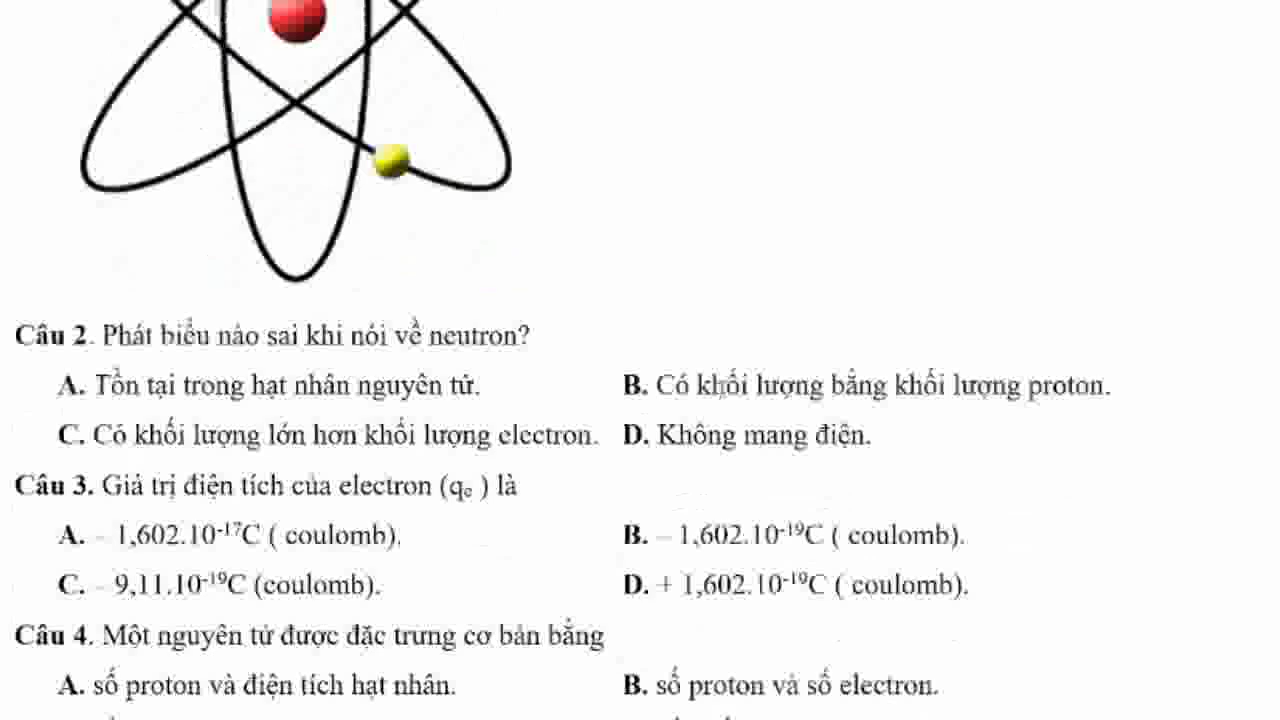 Câu 2. Phát biểu nào sai khi nói về neutron?
A. Tồn tại trong hạt nhân nguyên tử. B. Có khối lượng bằng khối lượng proton.
C. Có khối lượng lớn hơn khối lượng electron. D. Không mang điện.
Câu 3. Giá trị điện tích của electron (qₑ ) là
A. – 1,602.10⁻¹⁷C ( coulomb). B. – 1,602.10⁻¹⁹C ( coulomb).
C. – 9,11.10⁻¹⁹C (coulomb). D. + 1,602.10⁻¹⁹C ( coulomb).
Câu 4. Một nguyên tử được đặc trưng cơ bản bằng
A. số proton và điện tích hạt nhân. B. số proton và số electron.